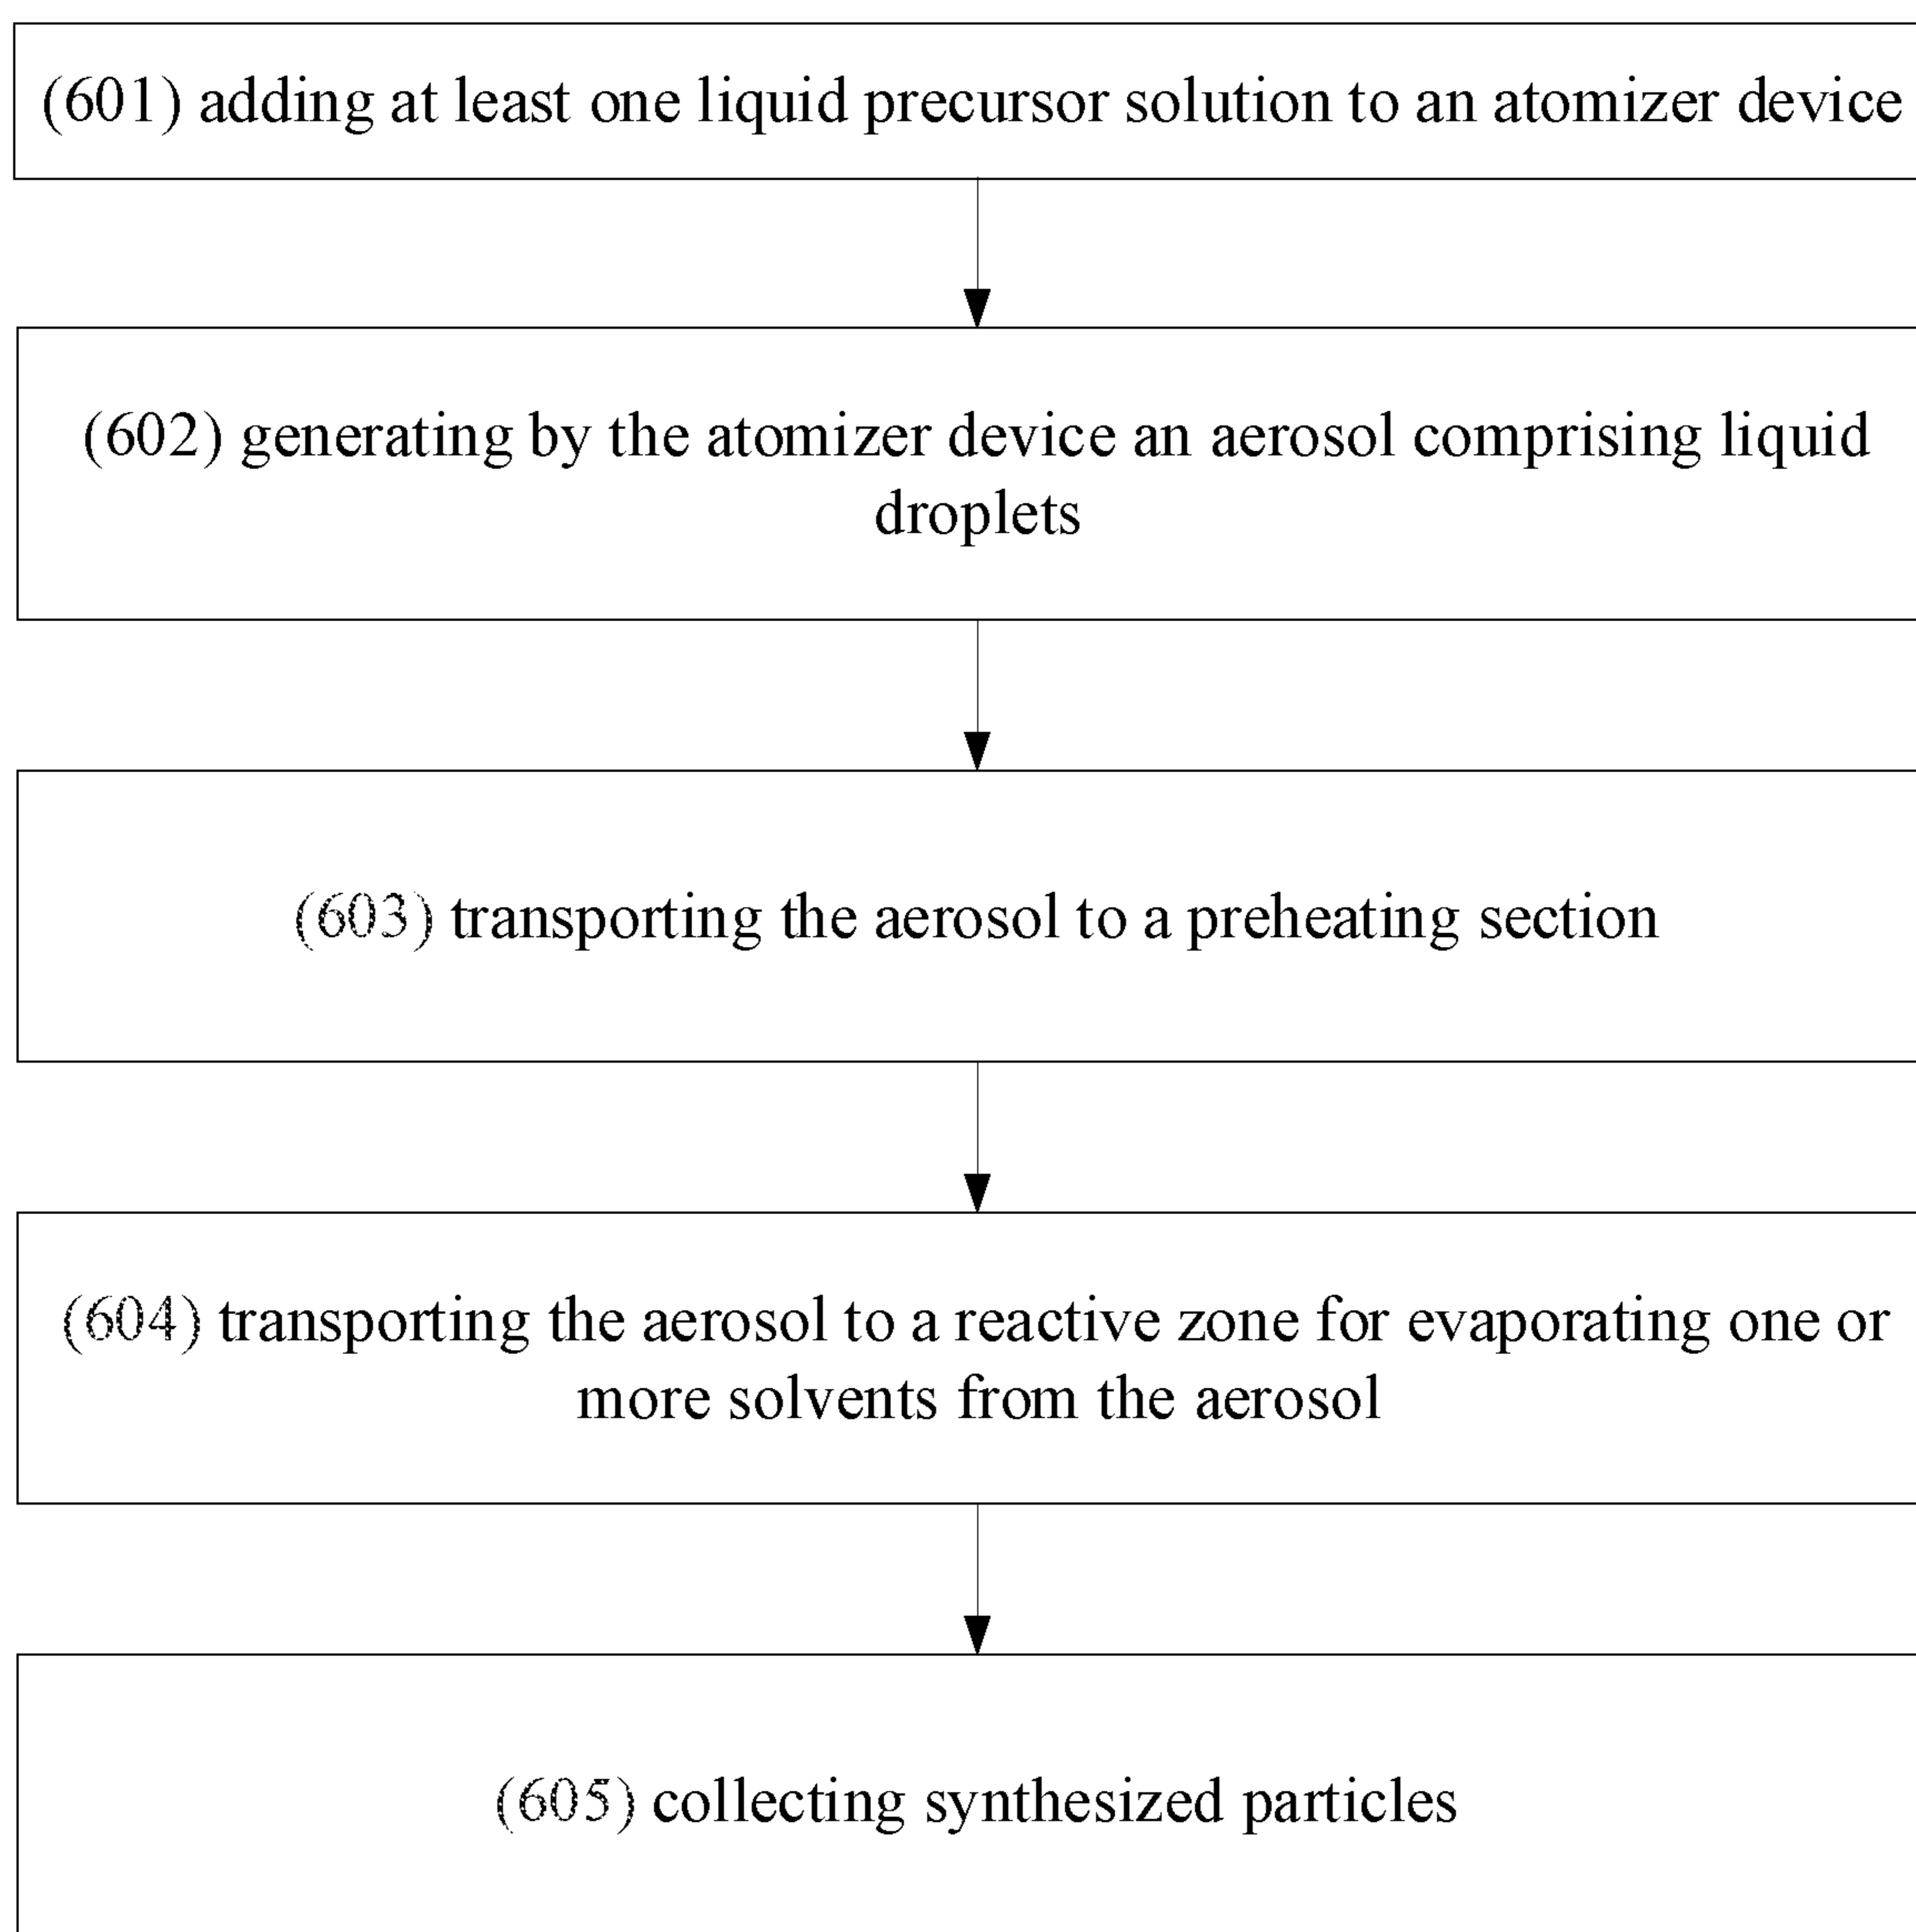 (601) adding at least one liquid precursor solution to an atomizer device
(602) generating by the atomizer device an aerosol comprising liquid
droplets
(603) transporting the aerosol to a preheating section
(604) transporting the aerosol to a reactive zone for evaporating one or
more solvents from the aerosol
(605) collecting synthesized particles